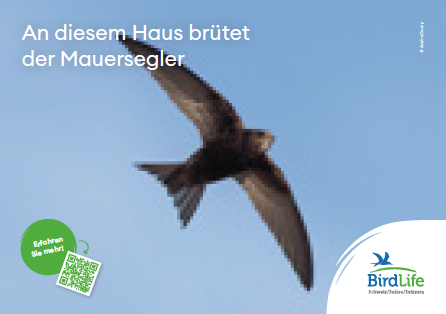 An diesem Haus brütet
der Mauersegler
Erfahren
Sie mehr!
BirdLife
Schweiz/Suisse/Svizzera